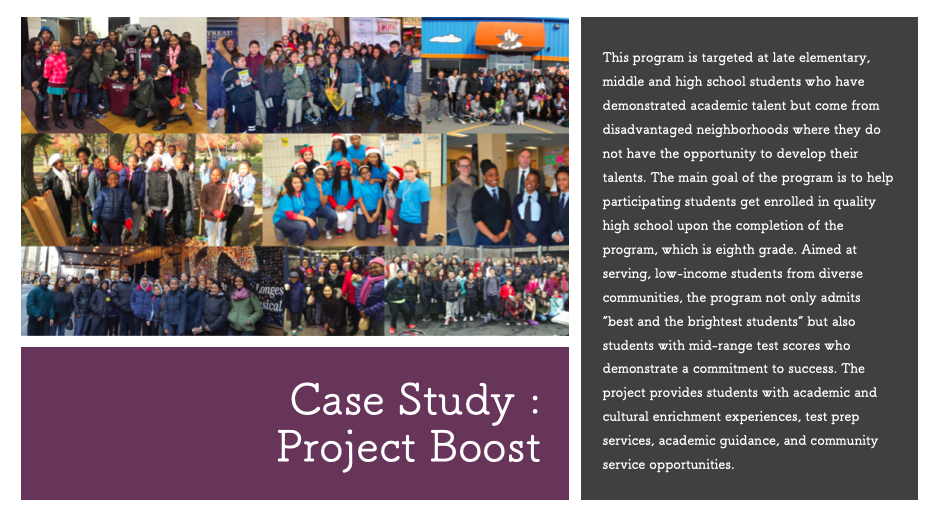 fly
Longes
sical.
Case Study :
Project Boost
This program is targeted at late elementary,
middle and high school students who have
demonstrated academic talent but come from
disadvantaged neighborhoods where they do
not have the opportunity to develop their
talents. The main goal of the program is to help
participating students get enrolled in quality
high school upon the completion of the
program, which is eighth grade. Aimed at
serving, low-income students from diverse
communities, the program not only admits
"best and the brightest students" but also
students with mid-range test scores who
demonstrate a commitment to success. The
project provides students with academic and
cultural enrichment experiences, test prep
services, academic guidance, and community
service opportunities.